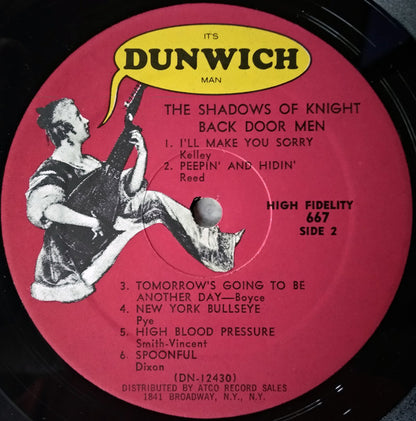 IT'S
DUNWICH
MAN
THE SHADOWS OF KNIGHT
BACK DOOR MEN
1. I'LL MAKE YOU SORRY
Kelley
2. PEEPIN' AND HIDIN'
Reed
HIGH FIDELITY
667
SIDE 2
3. TOMORROW'S GOING TO BE
ANOTHER DAY—Boyce
4. NEW YORK BULLSEYE
Pye
5. HIGH BLOOD PRESSURE
Smith-Vincent
6. SPOONFUL
Dixon
(DN-12430)
DISTRIBUTED BY ATCO RECORD SALES
1841 BROADWAY, N.Y., N.Y.